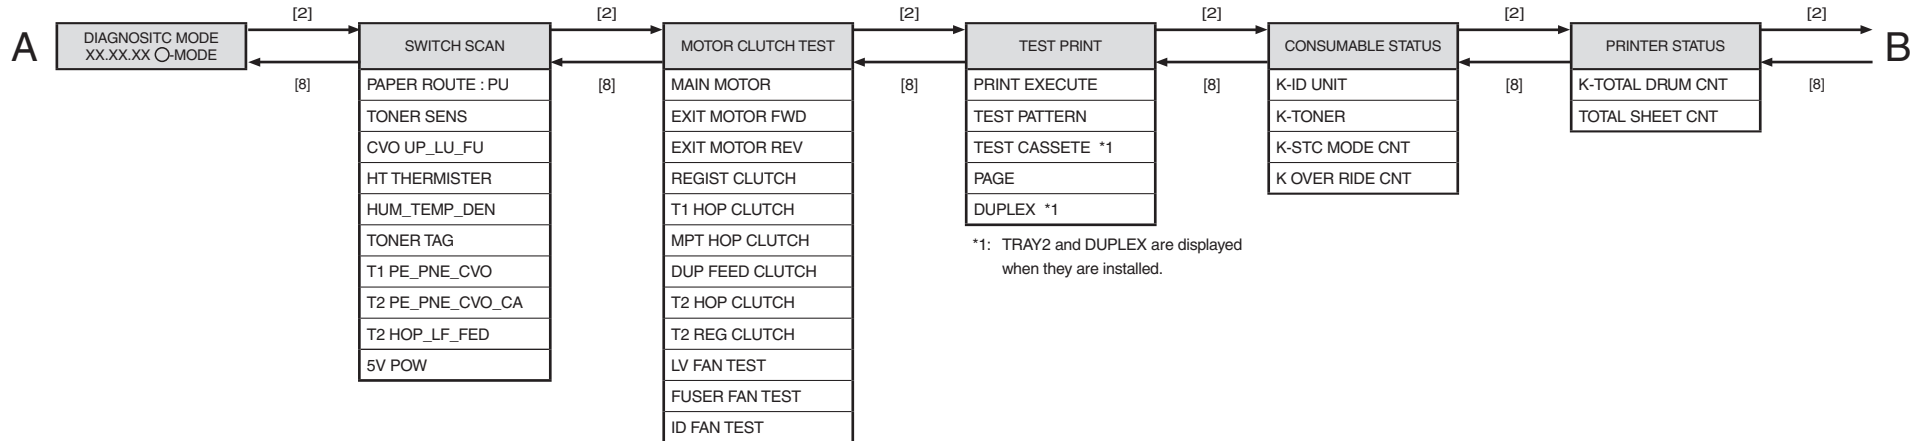 [2]
[2]
[2]
[2]
[2]
[2]
A
DIAGNOSITC MODE
XX.XX.XX ○-MODE
SWITCH SCAN
MOTOR CLUTCH TEST
TEST PRINT
CONSUMABLE STATUS
PRINTER STATUS
B
[8]
[8]
[8]
[8]
[8]
[8]
PAPER ROUTE : PU
TONER SENS
CVO UP_LU_FU
HT THERMISTER
HUM_TEMP_DEN
TONER TAG
T1 PE_PNE_CVO
T2 PE_PNE_CVO_CA
T2 HOP_LF_FED
5V POW
MAIN MOTOR
EXIT MOTOR FWD
EXIT MOTOR REV
REGIST CLUTCH
T1 HOP CLUTCH
MPT HOP CLUTCH
DUP FEED CLUTCH
T2 HOP CLUTCH
T2 REG CLUTCH
LV FAN TEST
FUSER FAN TEST
ID FAN TEST
PRINT EXECUTE
TEST PATTERN
TEST CASSETE *1
PAGE
DUPLEX *1
*1: TRAY2 and DUPLEX are displayed
when they are installed.
K-ID UNIT
K-TONER
K-STC MODE CNT
K OVER RIDE CNT
K-TOTAL DRUM CNT
TOTAL SHEET CNT